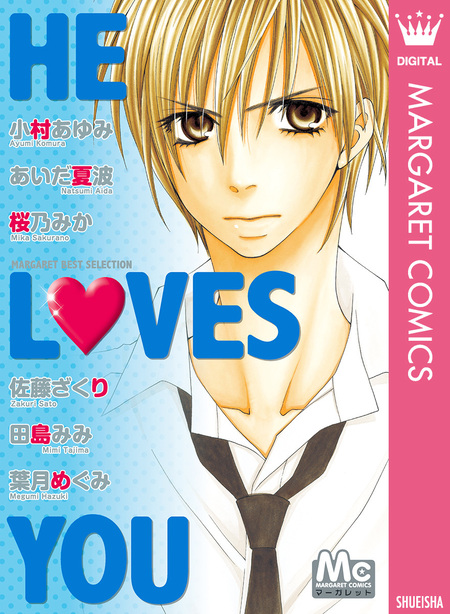 HE
小村あゆみ
Ayumi Komura
あいだ夏波
Natsumi Aida
桜乃みか
Mika Sakurano
MARGARET BEST SELECTION
L♥VES
佐藤ざくり
Zakuri Sato
田島みみ
Mimi Tajima
葉月めぐみ
Megumi Hazuki
YOU
Mc
MARGARET COMICS
マーガレット
DIGITAL
MARGARET COMICS
SHUEISHA